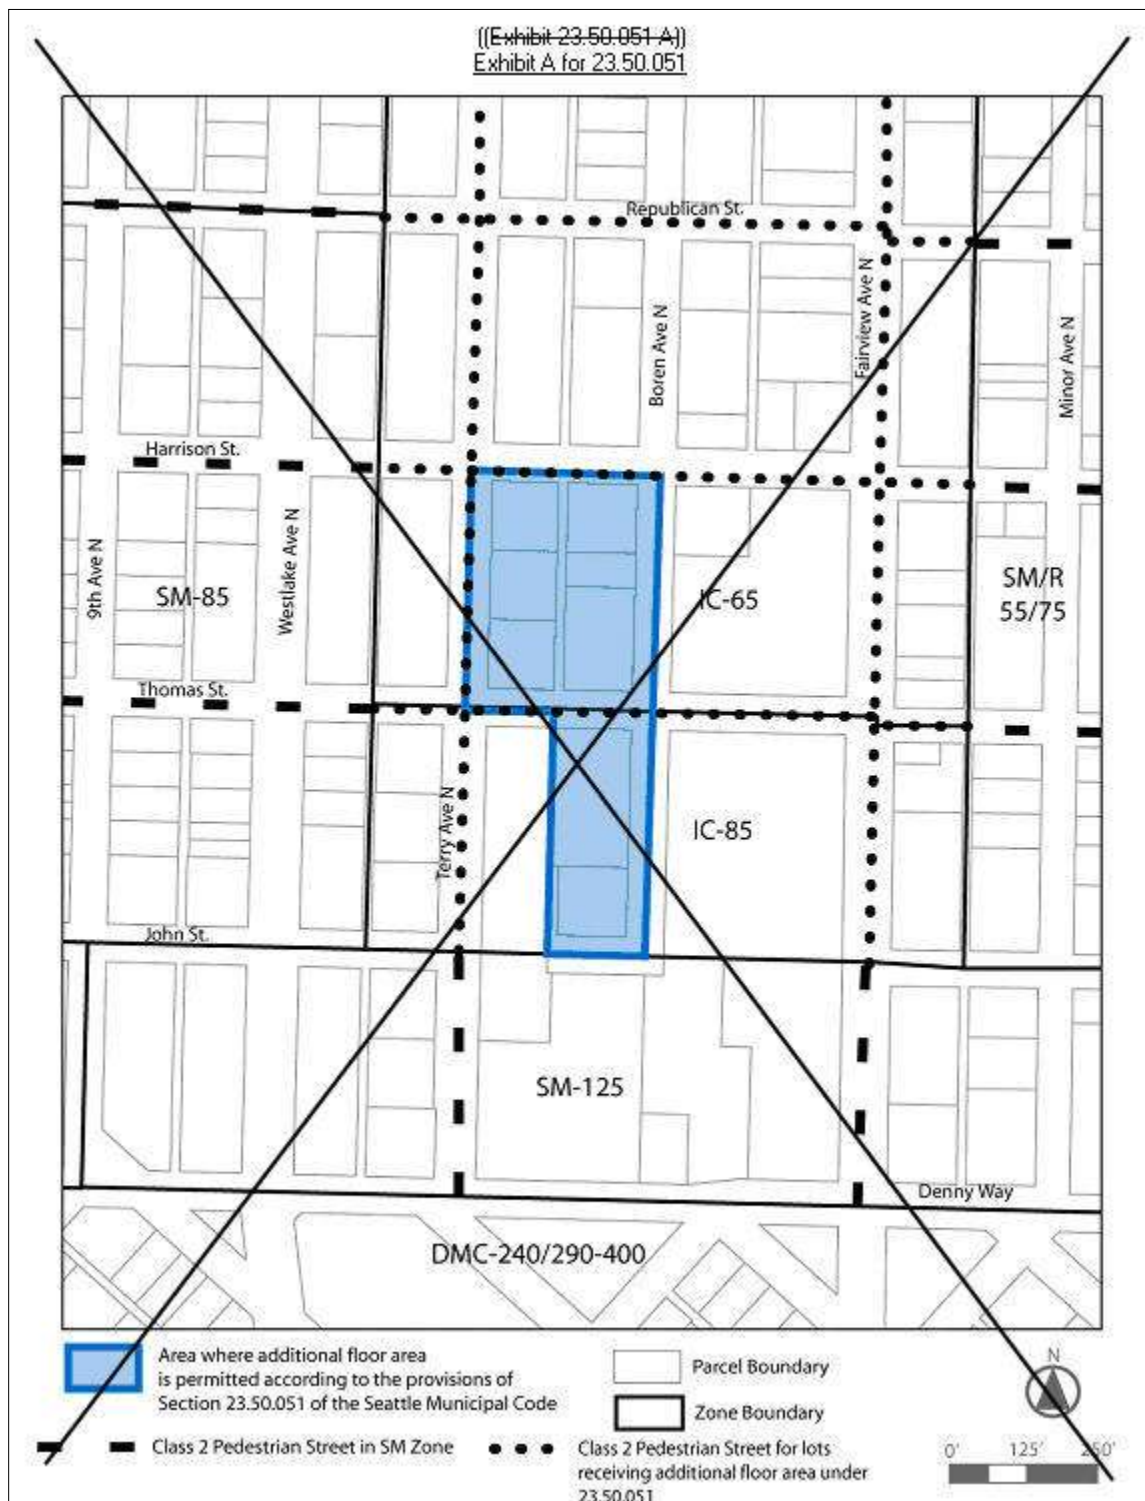 ((Exhibit 23.50.051 A))
Exhibit A for 23.50.051
Republican St.
Boren Ave N
Fairview Ave N
Minor Ave N
Harrison St.
9th Ave N
SM-85
Westlake Ave N
IC-65
SM/R
55/75
Thomas St.
Terry Ave N
IC-85
John St.
SM-125
Denny Way
DMC-240/290-400
Area where additional floor area
is permitted according to the provisions of
Section 23.50.051 of the Seattle Municipal Code
Parcel Boundary
Zone Boundary
N
Class 2 Pedestrian Street in SM Zone
Class 2 Pedestrian Street for lots
receiving additional floor area under
23.50.051
0' 125' 250'